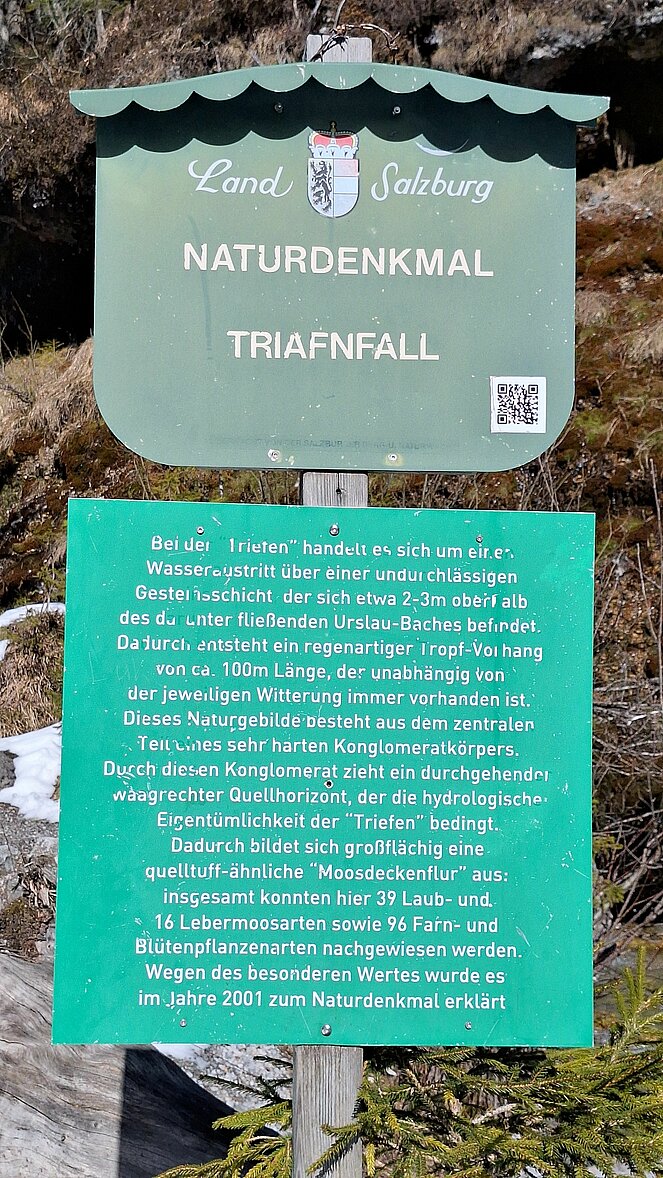 Land Salzburg
NATURDENKMAL
TRIAFNFALL
Bei den "Triefen" handelt es sich um einen
Wasseraustritt über einer undurchlässigen
Gesteinsschicht der sich etwa 2-3m oberhalb
des darunter fließenden Urslau-Baches befindet.
Dadurch entsteht ein regenartiger Tropf-Vorhang
von ca. 100m Länge, der unabhängig von
der jeweiligen Witterung immer vorhanden ist.
Dieses Naturgebilde besteht aus dem zentralen
Teil eines sehr harten Konglomeratkörpers.
Durch diesen Konglomerat zieht ein durchgehender
waagrechter Quellhorizont, der die hydrologische
Eigentümlichkeit der "Triefen" bedingt.
Dadurch bildet sich großflächig eine
quelltuff-ähnliche "Moosdeckenflur" aus:
insgesamt konnten hier 39 Laub- und
16 Lebermoosarten sowie 96 Farn- und
Blütenpflanzenarten nachgewiesen werden.
Wegen des besonderen Wertes wurde es
im Jahre 2001 zum Naturdenkmal erklärt